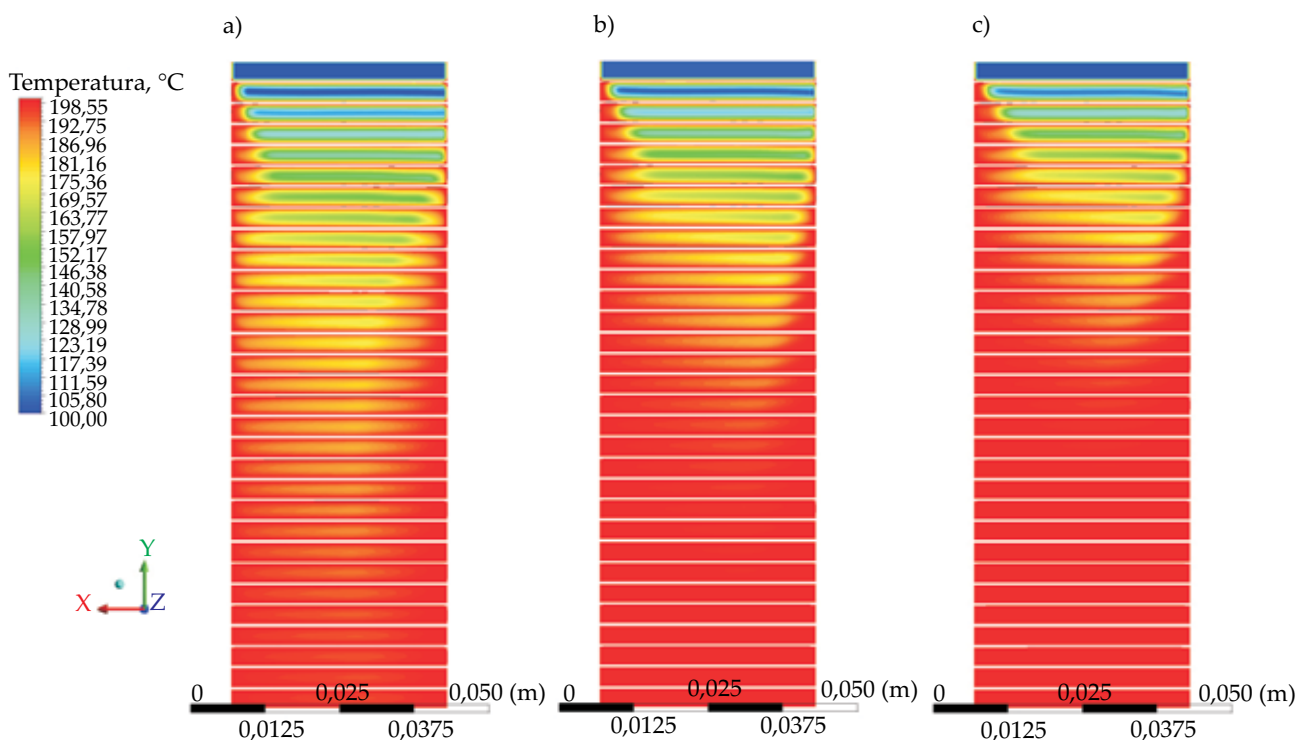 a)
b)
c)
Temperatura, °C
198,55
192,75
186,96
181,16
175,36
169,57
163,77
157,97
152,17
146,38
140,58
134,78
128,99
123,19
117,39
111,59
105,80
100,00
Y
X
Z
0 0,025 0,050 (m)
0,0125 0,0375
0 0,025 0,050 (m)
0,0125 0,0375
0 0,025 0,050 (m)
0,0125 0,0375